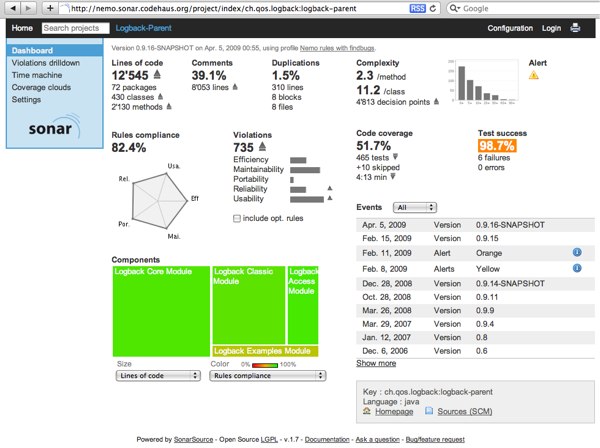 http://nemo.sonar.codehaus.org/project/index/ch.qos.logback:logback-parent
RSS
Google
Home
Search projects
Logback-Parent
Configuration
Login
Dashboard
Violations drilldown
Time machine
Coverage clouds
Settings
sonar
Version 0.9.16-SNAPSHOT on Apr. 5, 2009 00:55, using profile Nemo rules with findbugs.
Lines of code
12'545
72 packages
430 classes
2'130 methods
Comments
39.1%
8'053 lines
Duplications
1.5%
310 lines
8 blocks
8 files
Complexity
2.3 /method
11.2 /class
4'813 decision points
Alert
Rules compliance
82.4%
Usa.
Eff
Mai.
Por.
Rel.
Violations
735
Efficiency
Maintainability
Portability
Reliability
Usability
include opt. rules
Code coverage
51.7%
465 tests
+10 skipped
4:13 min
Test success
98.7%
6 failures
0 errors
Events
All
Apr. 5, 2009 Version 0.9.16-SNAPSHOT
Feb. 15, 2009 Version 0.9.15
Feb. 11, 2009 Alert Orange
Feb. 8, 2009 Alerts Yellow
Dec. 28, 2008 Version 0.9.14-SNAPSHOT
Oct. 28, 2008 Version 0.9.11
Mar. 26, 2008 Version 0.9.9
Mar. 29, 2007 Version 0.9.4
Jan. 12, 2007 Version 0.8
Dec. 6, 2006 Version 0.6
Show more
Components
Logback Core Module
Logback Classic Module
Logback Access Module
Logback Examples Module
Size
Lines of code
Color
0%
100%
Rules compliance
Key : ch.qos.logback:logback-parent
Language : java
Homepage
Sources (SCM)
Powered by SonarSource - Open Source LGPL - v.1.7 - Documentation - Ask a question - Bug/feature request